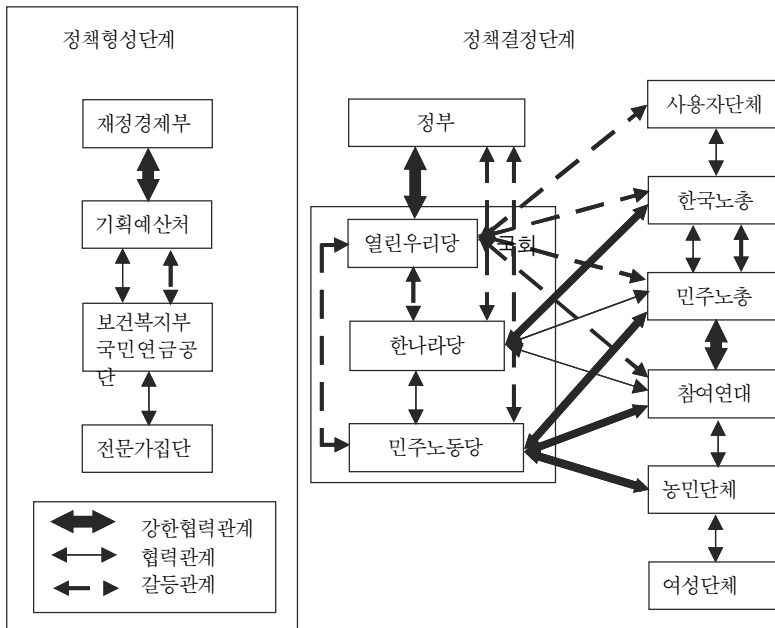 정책형성단계
재정경제부
기획예산처
보건복지부
국민연금공
단
전문가집단
강한협력관계
협력관계
갈등관계
정책결정단계
정부
국회
열린우리당
한나라당
민주노동당
사용자단체
한국노총
민주노총
참여연대
농민단체
여성단체